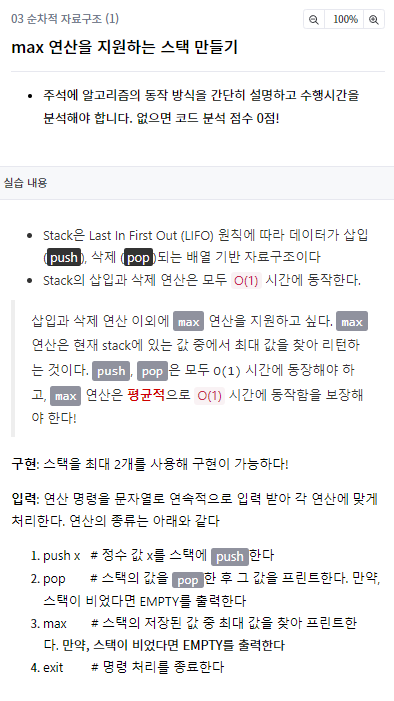 03 순차적 자료구조 (1)
100%
max 연산을 지원하는 스택 만들기
• 주석에 알고리즘의 동작 방식을 간단히 설명하고 수행시간을
분석해야 합니다. 없으면 코드 분석 점수 0점!
실습 내용
• Stack은 Last In First Out (LIFO) 원칙에 따라 데이터가 삽입
(push), 삭제 (pop)되는 배열 기반 자료구조이다
• Stack의 삽입과 삭제 연산은 모두 O(1) 시간에 동작한다.
삽입과 삭제 연산 이외에 max 연산을 지원하고 싶다. max
연산은 현재 stack에 있는 값 중에서 최대 값을 찾아 리턴하
는 것이다. push, pop은 모두 O(1) 시간에 동장해야 하
고, max 연산은 평균적으로 O(1) 시간에 동작함을 보장해
야 한다!
구현: 스택을 최대 2개를 사용해 구현이 가능하다!
입력: 연산 명령을 문자열로 연속적으로 입력 받아 각 연산에 맞게
처리한다. 연산의 종류는 아래와 같다
1. push x # 정수 값 x를 스택에 push한다
2. pop # 스택의 값을 pop한 후 그 값을 프린트한다. 만약,
스택이 비었다면 EMPTY를 출력한다
3. max # 스택의 저장된 값 중 최대 값을 찾아 프린트한
다. 만약, 스택이 비었다면 EMPTY를 출력한다
4. exit # 명령 처리를 종료한다